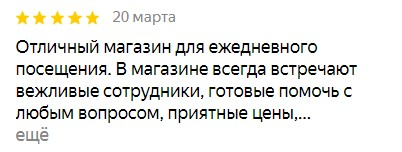 20 марта
Отличный магазин для ежедневного
посещения. В магазине всегда встречают
вежливые сотрудники, готовые помочь с
любым вопросом, приятные цены,...
ещё